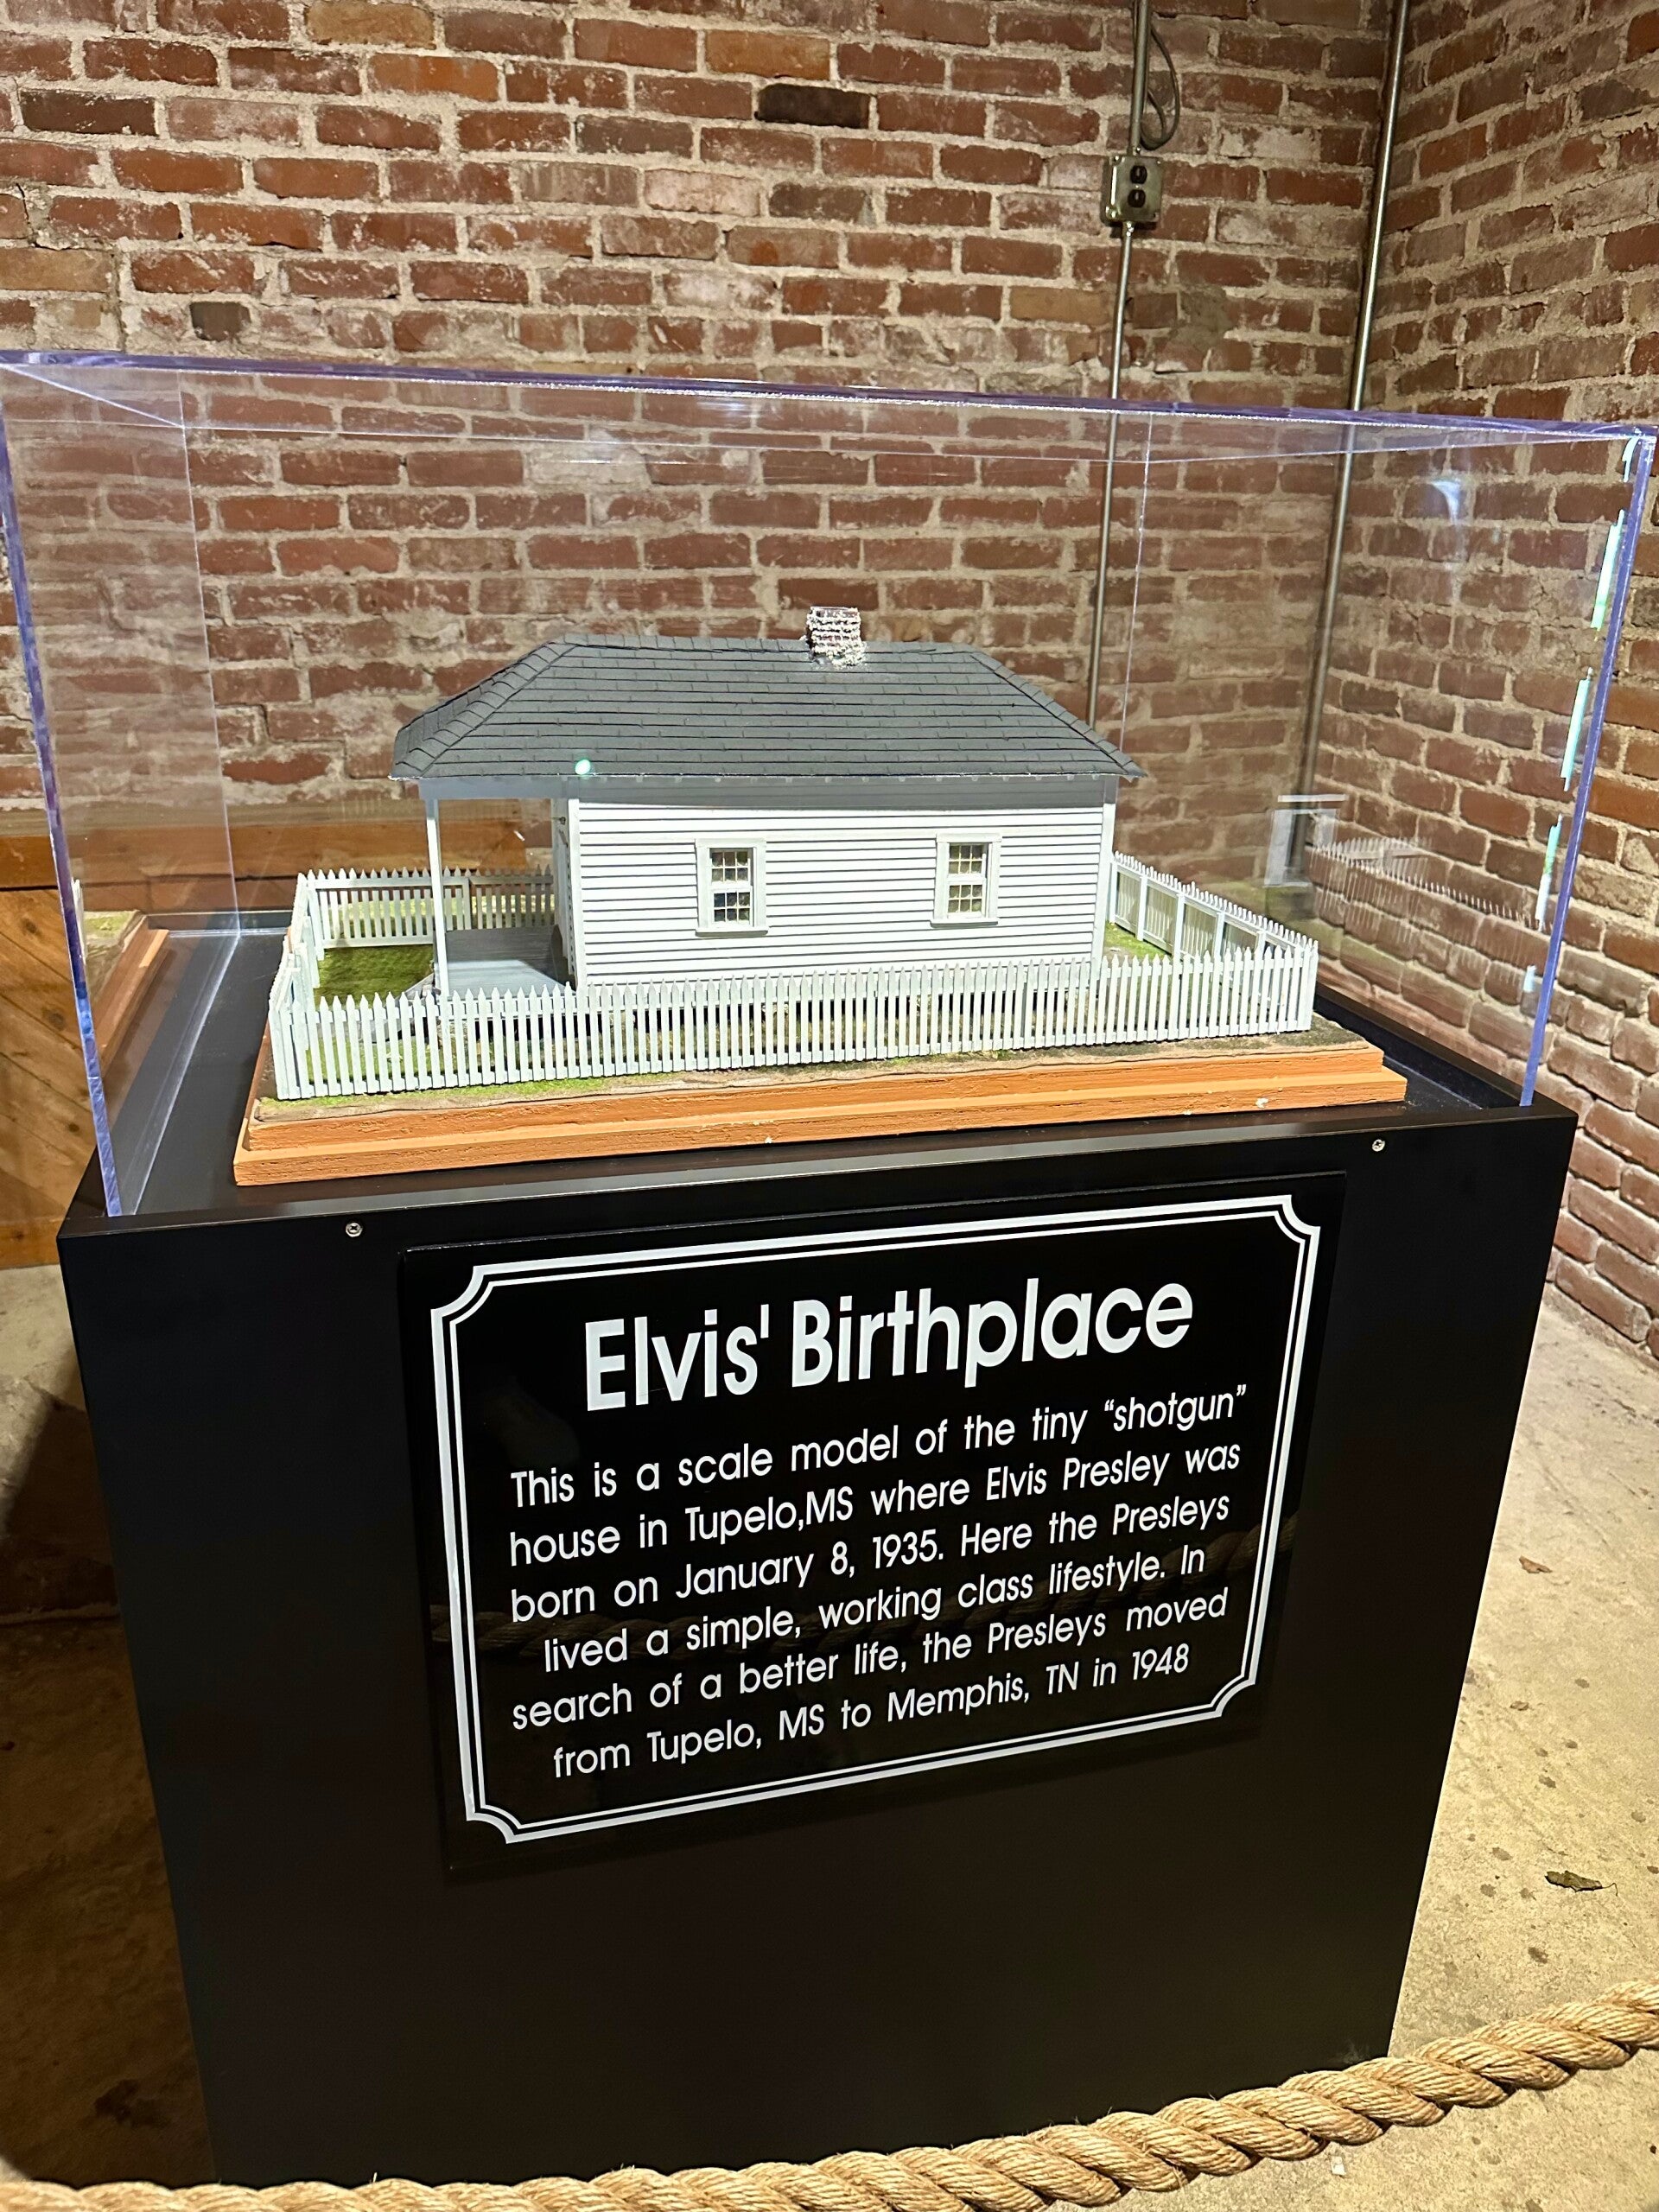 Elvis' Birthplace
This is a scale model of the tiny “shotgun”
house in Tupelo,MS where Elvis Presley was
born on January 8, 1935. Here the Presleys
lived a simple, working class lifestyle. In
search of a better life, the Presleys moved
from Tupelo, MS to Memphis, TN in 1948